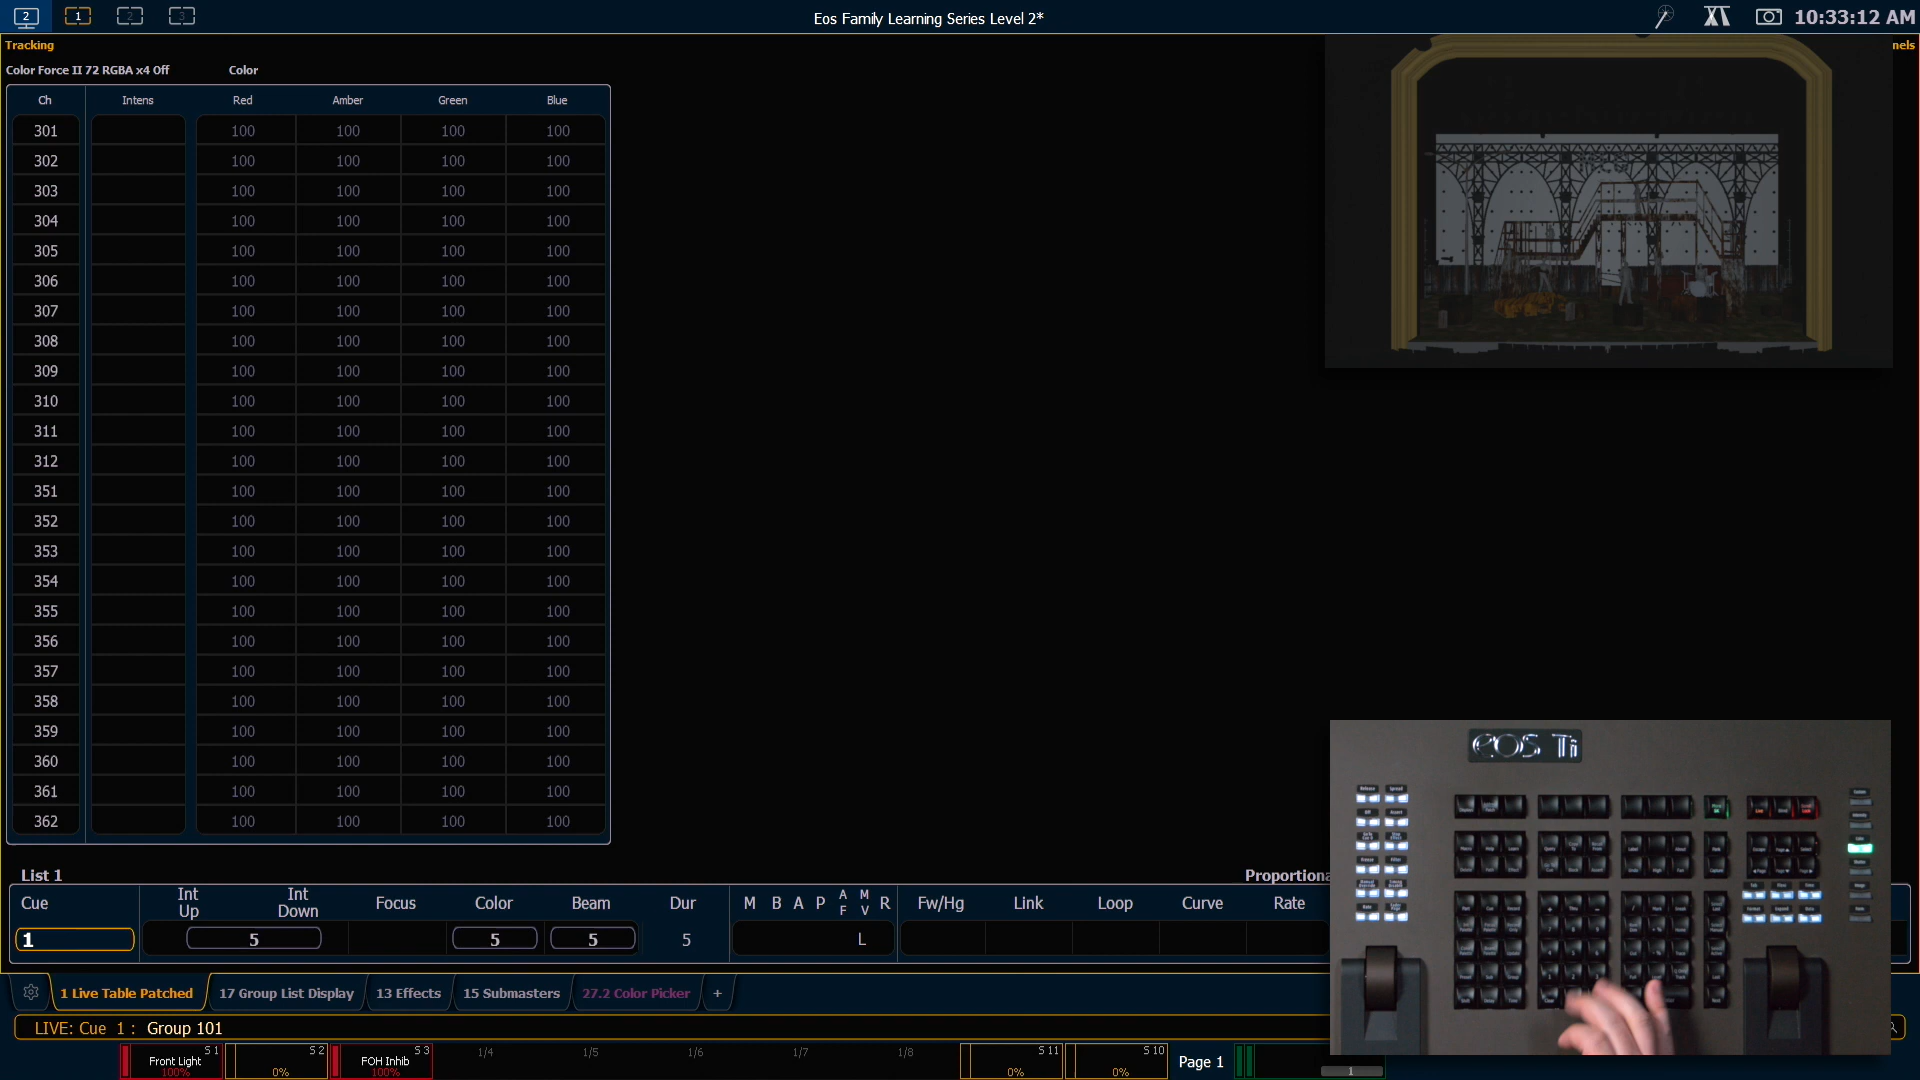 2 1 2 3 Eos Family Learning Series Level 2* 10:33:12 AM
Tracking nels
Color Force II 72 RGBA x4 Off Color
Ch Intens Red Amber Green Blue
301 100 100 100 100
302 100 100 100 100
303 100 100 100 100
304 100 100 100 100
305 100 100 100 100
306 100 100 100 100
307 100 100 100 100
308 100 100 100 100
309 100 100 100 100
310 100 100 100 100
311 100 100 100 100
312 100 100 100 100
351 100 100 100 100
352 100 100 100 100
353 100 100 100 100
354 100 100 100 100
355 100 100 100 100
356 100 100 100 100
357 100 100 100 100
358 100 100 100 100
359 100 100 100 100
360 100 100 100 100
361 100 100 100 100
362 100 100 100 100
eos Ti
List 1 Proportiona
Cue Int Up Int Down Focus Color Beam Dur M B A P AF MV R Fw/Hg Link Loop Curve Rate
1 5 5 5 5 L
1 Live Table Patched 17 Group List Display 13 Effects 15 Submasters 27.2 Color Picker +
LIVE: Cue 1 : Group 101
Front Light S 1 100% S 2 0% FOH Inhib S 3 100% 1/4 1/5 1/6 1/7 1/8 S 11 0% S 10 0% Page 1 1